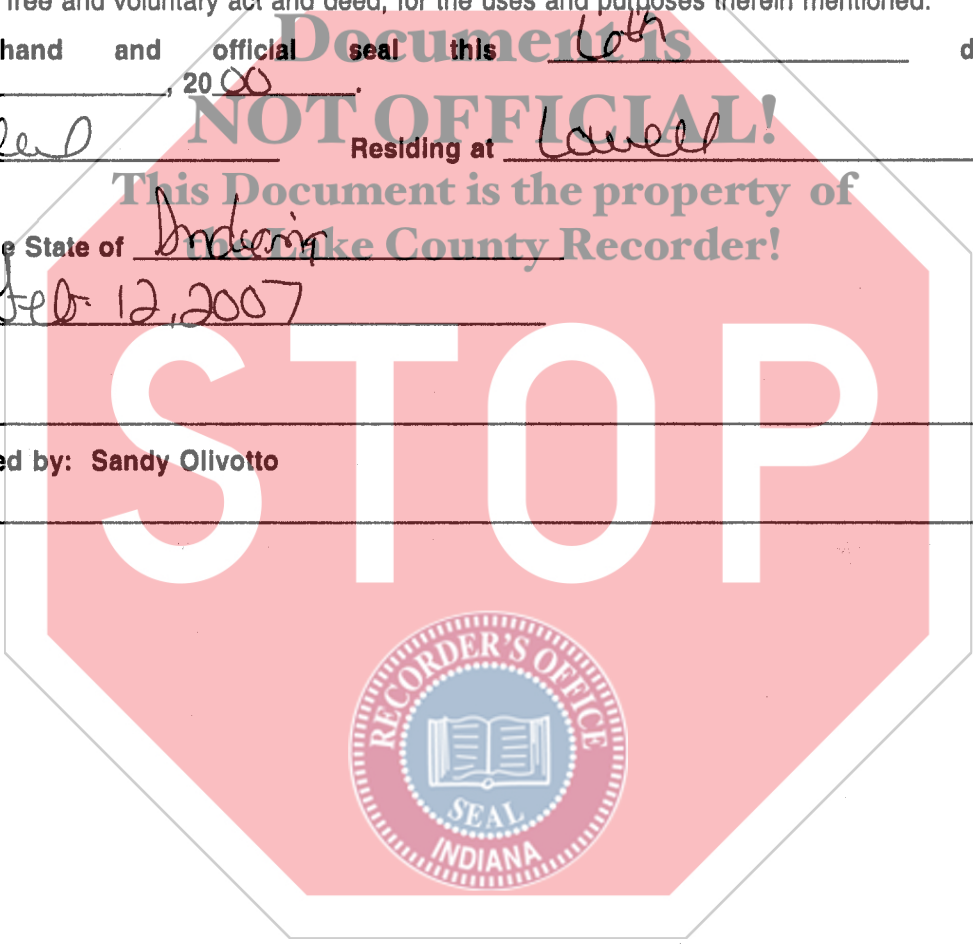 free and voluntary act and deed, for the uses and purposes therein mentioned.
Document is
hand and official seal this 6th d
, 20 00 .
NOT OFFICIAL!
Residing at Lowell
This Document is the property of
e State of Indiana
the Lake County Recorder!
Feb 12, 2007
STOP
ed by: Sandy Olivotto
RECORDER'S OFFICE
SEAL
INDIANA